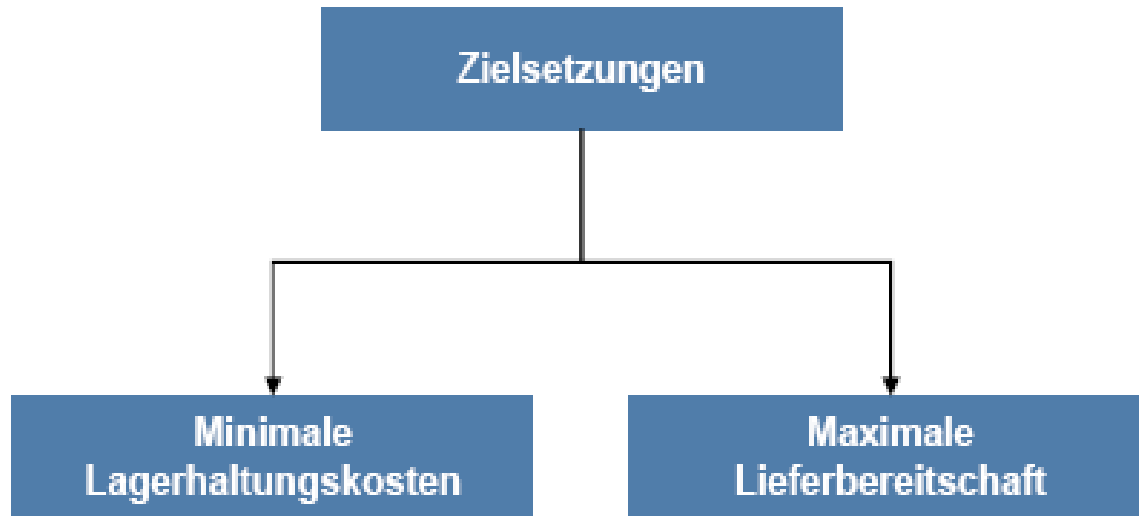 Zielsetzungen
Minimale
Lagerhaltungskosten
Maximale
Lieferbereitschaft